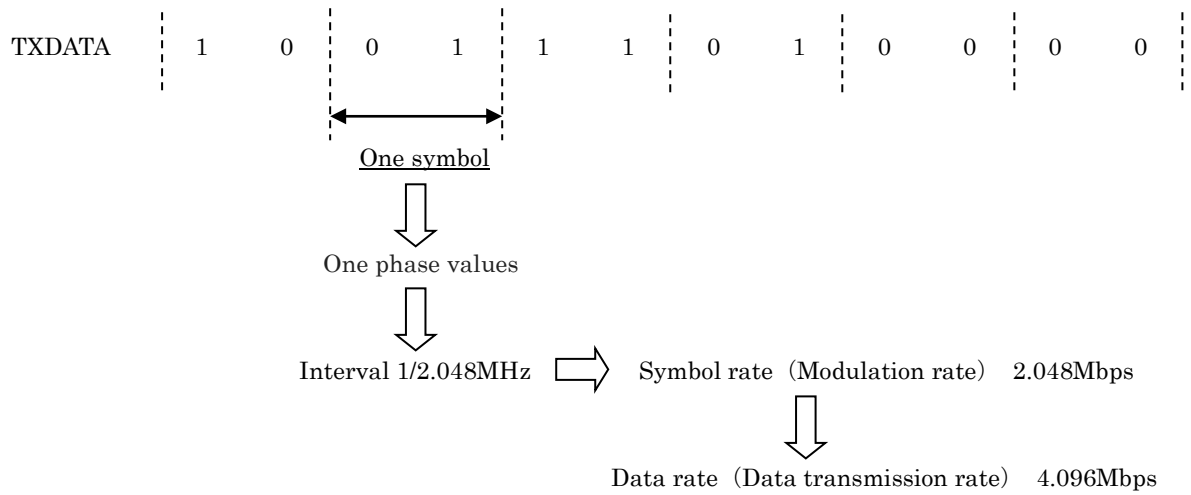 TXDATA 1 0 0 1 1 1 0 1 0 0 0 0
One symbol
One phase values
Interval 1/2.048MHz Symbol rate（Modulation rate） 2.048Mbps
Data rate（Data transmission rate） 4.096Mbps